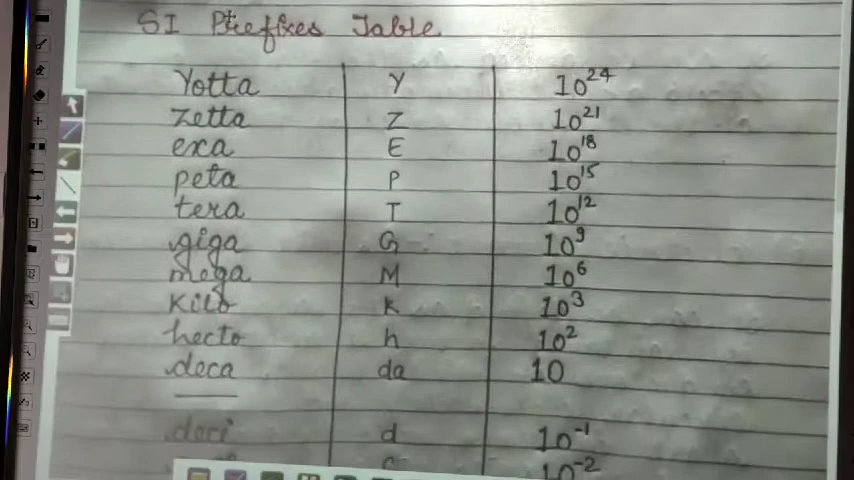 SI Prefixes Table
Yotta Y 10²⁴
zetta Z 10²¹
exa E 10¹⁸
peta P 10¹⁵
tera T 10¹²
giga G 10⁹
mega M 10⁶
kilo k 10³
hecto h 10²
deca da 10
deci d 10⁻¹
c 10⁻²